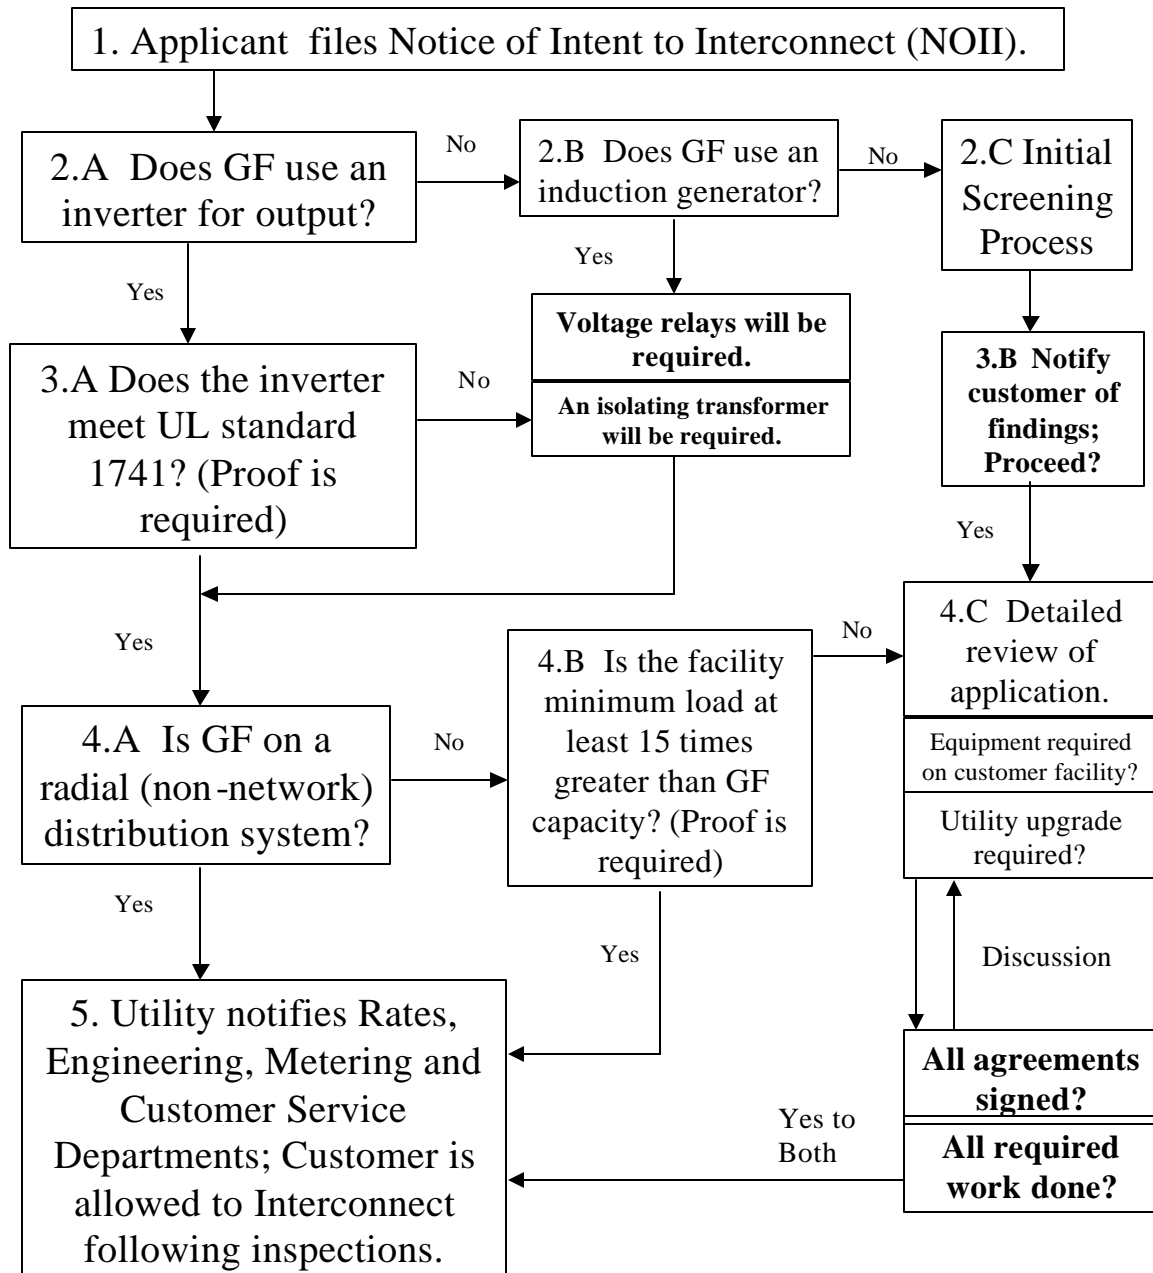 1. Applicant files Notice of Intent to Interconnect (NOII).
No
No
2.A Does GF use an
inverter for output?
2.B Does GF use an
induction generator?
2.C Initial
Screening
Process
Yes
Yes
Voltage relays will be
required.
An isolating transformer
will be required.
3.A Does the inverter
meet UL standard
1741? (Proof is
required)
No
3.B Notify
customer of
findings;
Proceed?
Yes
Yes
4.A Is GF on a
radial (non-network)
distribution system?
No
4.B Is the facility
minimum load at
least 15 times
greater than GF
capacity? (Proof is
required)
No
4.C Detailed
review of
application.
Equipment required
on customer facility?
Utility upgrade
required?
Yes
Yes
Discussion
5. Utility notifies Rates,
Engineering, Metering and
Customer Service
Departments; Customer is
allowed to Interconnect
following inspections.
Yes to
Both
All agreements
signed?
All required
work done?